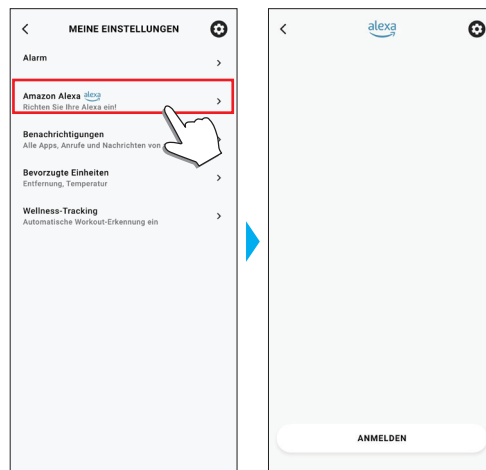 MEINE EINSTELLUNGEN
Alarm
Amazon Alexa alexa
Richten Sie Ihre Alexa ein!
Benachrichtigungen
Alle Apps, Anrufe und Nachrichten von
Bevorzugte Einheiten
Entfernung, Temperatur
Wellness-Tracking
Automatische Workout-Erkennung ein
alexa
ANMELDEN